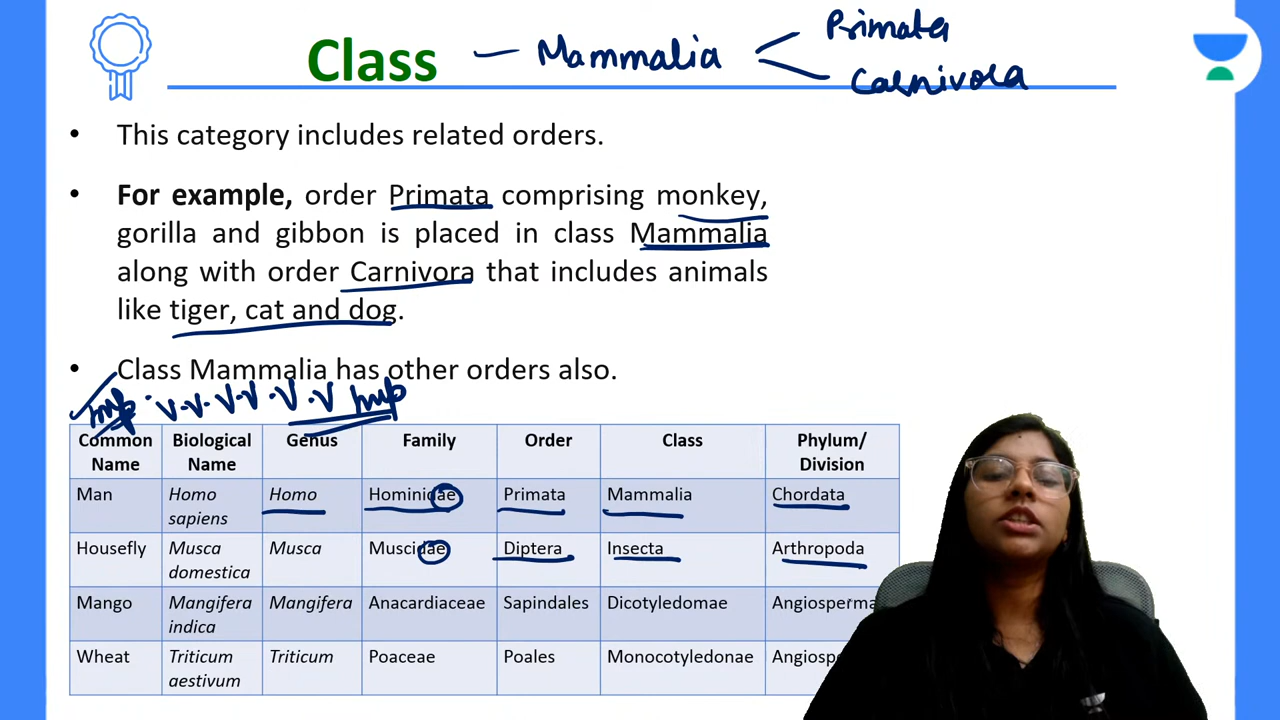 Class - Mammalia < Primata
Carnivora
• This category includes related orders.
• For example, order Primata comprising monkey,
gorilla and gibbon is placed in class Mammalia
along with order Carnivora that includes animals
like tiger, cat and dog.
• Class Mammalia has other orders also.
Imp. V.V.V.V.V.V Imp
Common Name | Biological Name | Genus | Family | Order | Class | Phylum/ Division
Man | Homo sapiens | Homo | Hominidae | Primata | Mammalia | Chordata
Housefly | Musca domestica | Musca | Muscidae | Diptera | Insecta | Arthropoda
Mango | Mangifera indica | Mangifera | Anacardiaceae | Sapindales | Dicotyledomae | Angiosperma
Wheat | Triticum aestivum | Triticum | Poaceae | Poales | Monocotyledonae | Angiosp